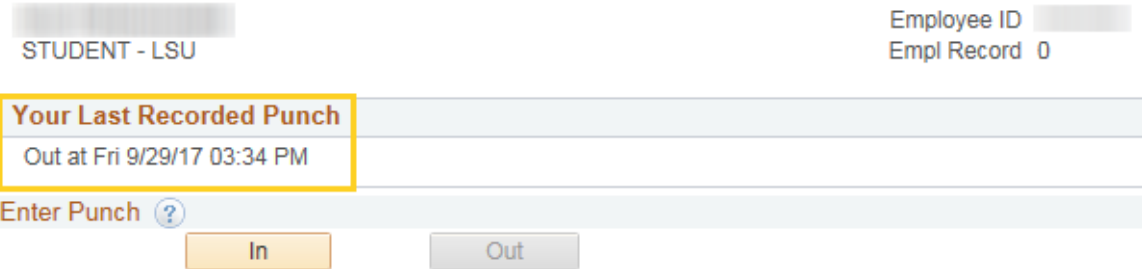 Employee ID
STUDENT - LSU
Empl Record 0
Your Last Recorded Punch
Out at Fri 9/29/17 03:34 PM
Enter Punch ?
In
Out